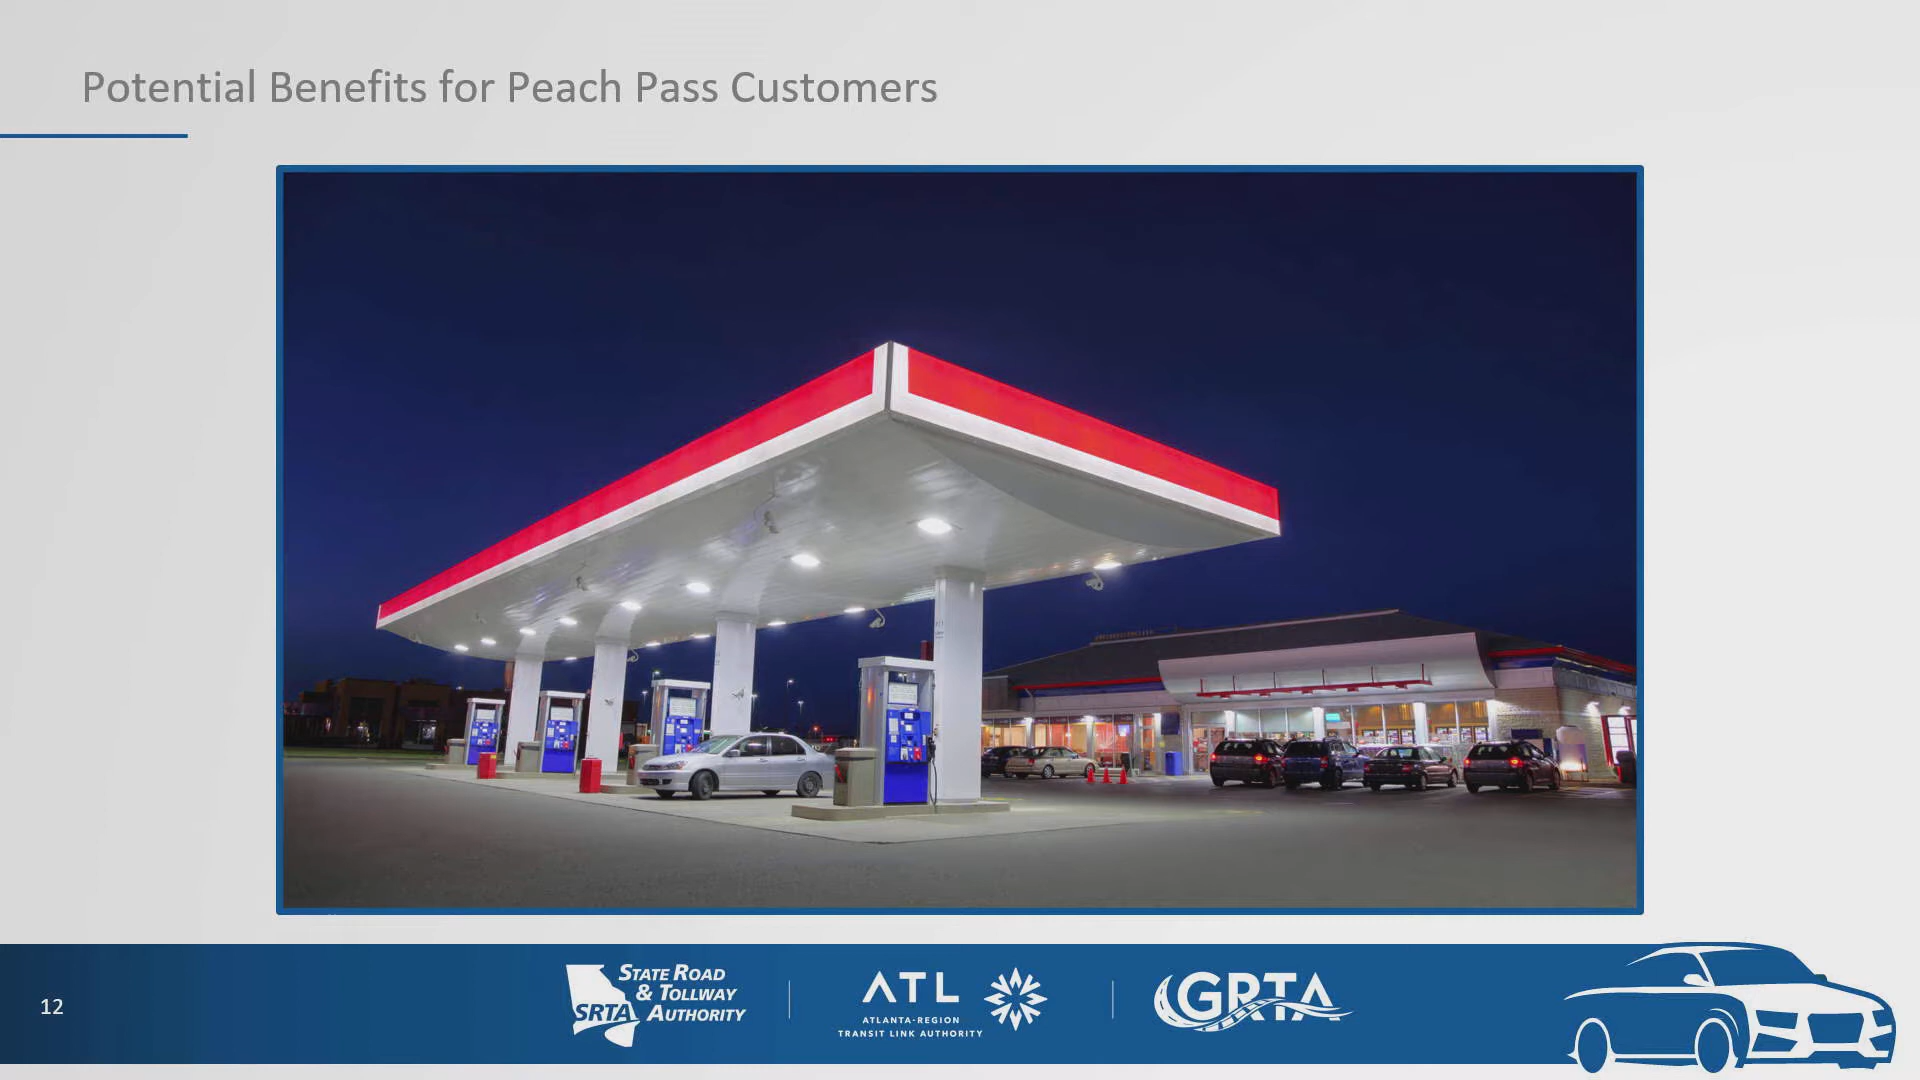 Potential Benefits for Peach Pass Customers
12
STATE ROAD
& TOLLWAY
SRTA AUTHORITY
ATL
ATLANTA-REGION
TRANSIT LINK AUTHORITY
GRTA